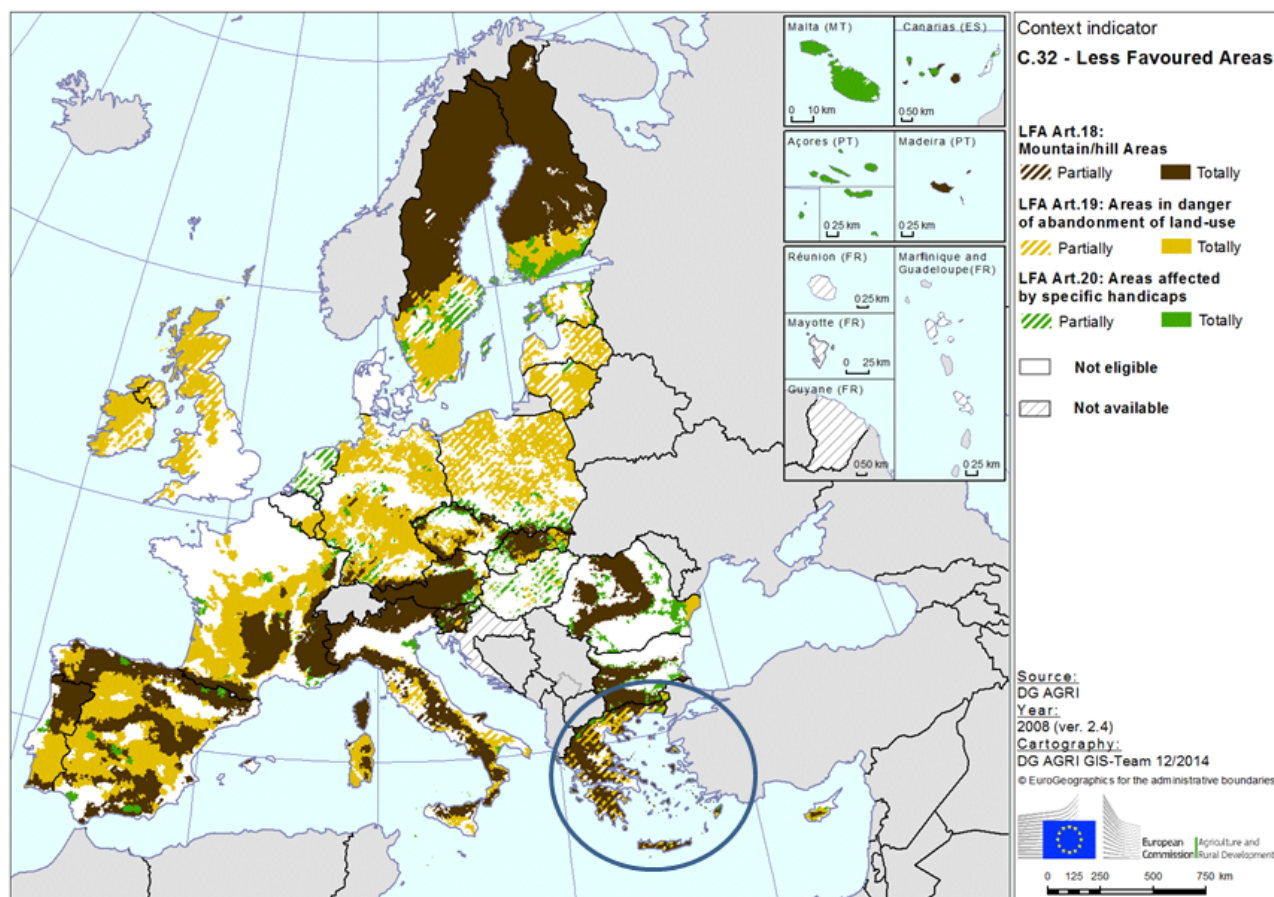 Malta (MT)
0 10 km
Canarias (ES)
0 50 km
Açores (PT)
0 25 km
Madeira (PT)
0 25 km
Réunion (FR)
0 25 km
Mayotte (FR)
0 25 km
Guyane (FR)
0 50 km
Martinique and
Guadeloupe(FR)
0 25 km
Context indicator
C.32 - Less Favoured Areas
LFA Art.18:
Mountain/hill Areas
Partially Totally
LFA Art.19: Areas in danger
of abandonment of land-use
Partially Totally
LFA Art.20: Areas affected
by specific handicaps
Partially Totally
Not eligible
Not available
Source:
DG AGRI
Year:
2008 (ver. 2.4)
Cartography:
DG AGRI GIS-Team 12/2014
© EuroGeographics for the administrative boundaries
European
Commission
Agriculture and
Rural Development
0 125 250 500 750 km